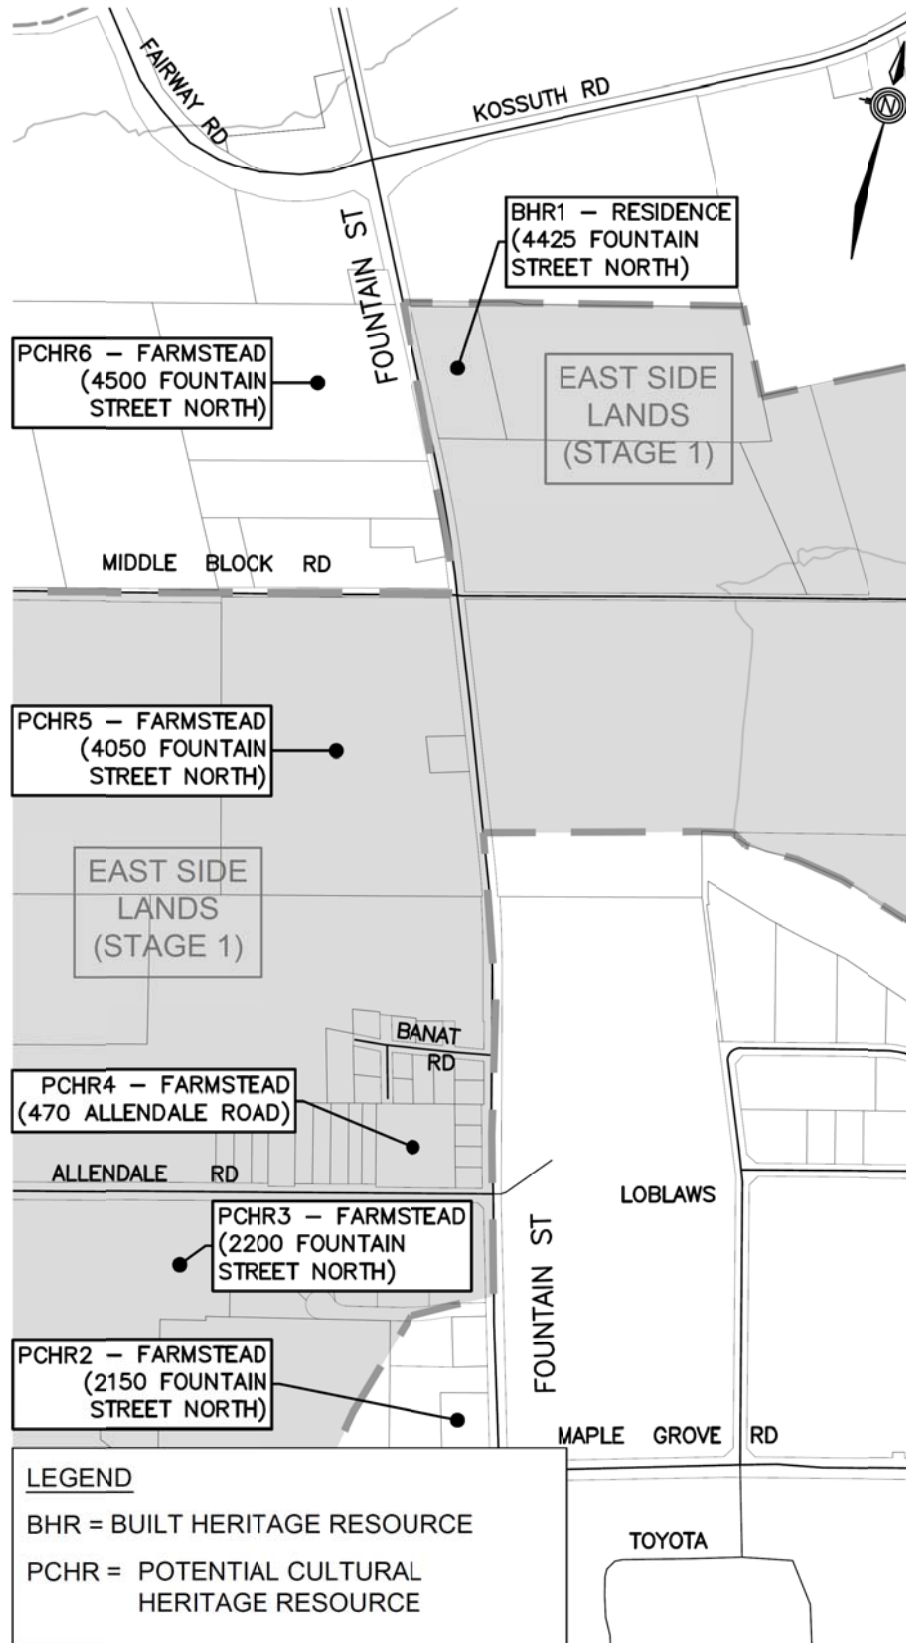 FAIRWAY RD
KOSSUTH RD
N
FOUNTAIN ST
BHR1 – RESIDENCE
(4425 FOUNTAIN
STREET NORTH)
PCHR6 – FARMSTEAD
(4500 FOUNTAIN
STREET NORTH)
EAST SIDE
LANDS
(STAGE 1)
MIDDLE BLOCK RD
PCHR5 – FARMSTEAD
(4050 FOUNTAIN
STREET NORTH)
EAST SIDE
LANDS
(STAGE 1)
BANAT
RD
PCHR4 – FARMSTEAD
(470 ALLENDALE ROAD)
ALLENDALE RD
LOBLAWS
PCHR3 – FARMSTEAD
(2200 FOUNTAIN
STREET NORTH)
FOUNTAIN ST
PCHR2 – FARMSTEAD
(2150 FOUNTAIN
STREET NORTH)
MAPLE GROVE RD
LEGEND
BHR = BUILT HERITAGE RESOURCE
PCHR = POTENTIAL CULTURAL
HERITAGE RESOURCE
TOYOTA